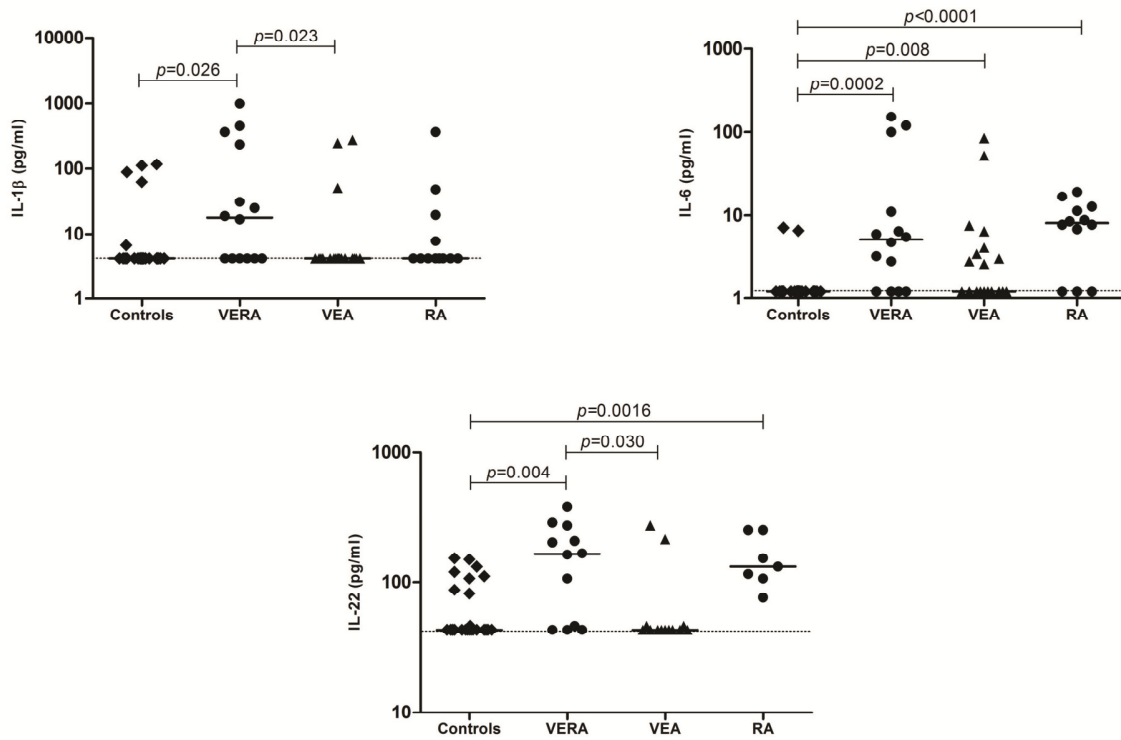 p<0.0001
p=0.023
p=0.008
p=0.026
p=0.0002
IL-1β (pg/ml)
10000
1000
100
10
1
Controls VERA VEA RA
IL-6 (pg/ml)
1000
100
10
1
Controls VERA VEA RA
p=0.0016
p=0.030
p=0.004
IL-22 (pg/ml)
1000
100
10
Controls VERA VEA RA